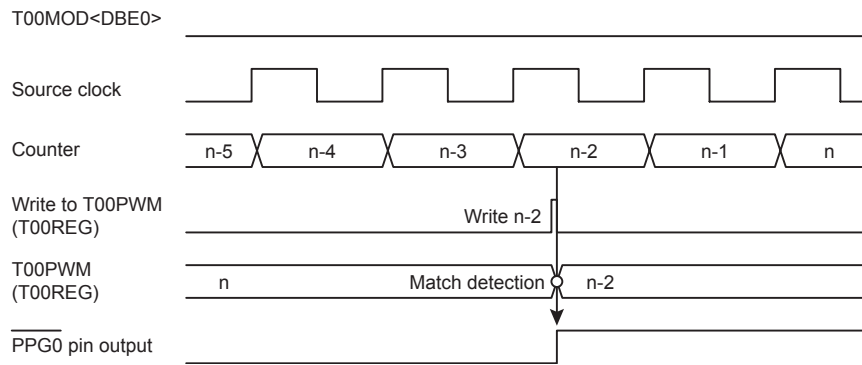 T00MOD<DBE0>
Source clock
Counter n-5 n-4 n-3 n-2 n-1 n
Write to T00PWM
(T00REG) Write n-2
T00PWM
(T00REG) n Match detection n-2
PPG0 pin output